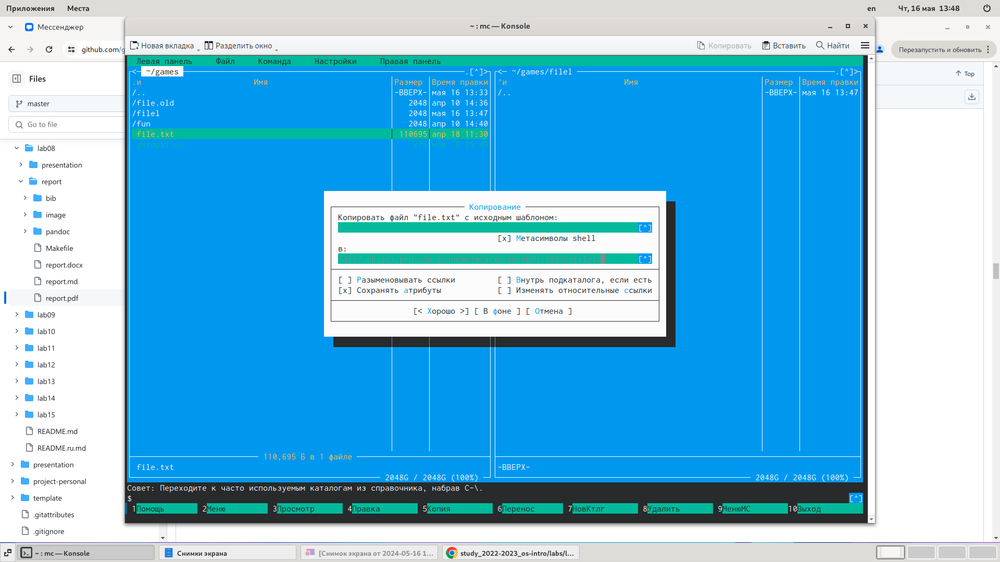 Приложения Места en Чт, 16 мая 13:48
Мессенджер
~ : mc — Konsole
github.com/g
Перезапустить и обновить
Новая вкладка Разделить окно Копировать Вставить Найти
Левая панель Файл Команда Настройки Правая панель
<─ ~/games .[^]> <─ ~/games/filel .[^]>
.и Имя Размер Время правки 'и Имя Размер Время правки
/.. -ВВЕРХ- мая 16 13:33 /.. -ВВЕРХ- мая 16 13:47
/file.old 2048 апр 10 14:36
/filel 2048 мая 16 13:47
/fun 2048 апр 10 14:40
file.txt 110695 апр 18 11:30
getoptl.sh 275 мая 8 15:49
Files
Top
master
Go to file
lab08
presentation
report
bib
image
pandoc
Makefile
report.docx
report.md
report.pdf
lab09
lab10
lab11
lab12
lab13
lab14
lab15
README.md
README.ru.md
presentation
project-personal
template
.gitattributes
.gitignore
Копирование
Копировать файл "file.txt" с исходным шаблоном:
[^]
[x] Метасимволы shell
в:
/afs/.dk.sci.pfu.edu.ru/home/m/a/marudenkol/games/filel/ [^]
[ ] Разыменовывать ссылки [ ] Внутрь подкаталога, если есть
[x] Сохранять атрибуты [ ] Изменять относительные ссылки
[< Хорошо >] [ В фоне ] [ Отмена ]
110,695 Б в 1 файле
file.txt -ВВЕРХ-
2048G / 2048G (100%) 2048G / 2048G (100%)
Совет: Переходите к часто используемым каталогам из справочника, набрав C-\.
$ [^]
1Помощь 2Меню 3Просмотр 4Правка 5Копия 6Перенос 7НовКтлг 8Удалить 9МенюMC 10Выход
~ : mc — Konsole Снимки экрана [Снимок экрана от 2024-05-16 1... study_2022-2023_os-intro/labs/l...